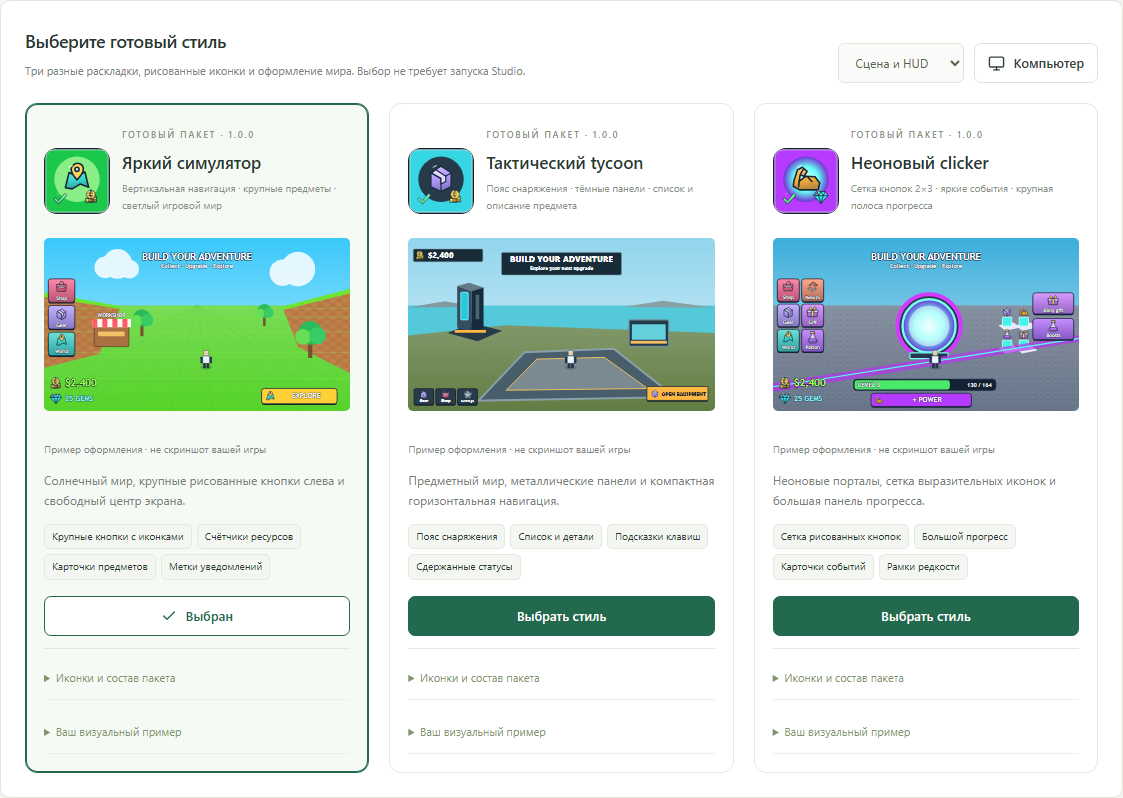 Выберите готовый стиль
Три разные раскладки, рисованные иконки и оформление мира. Выбор не требует запуска Studio.
Сцена и HUD
Компьютер
ГОТОВЫЙ ПАКЕТ · 1.0.0
Яркий симулятор
Вертикальная навигация · крупные предметы ·
светлый игровой мир
BUILD YOUR ADVENTURE
Collect Upgrade Explore
Shop
Gear
World
WORKSHOP
$2,400
25 GEMS
EXPLORE
Пример оформления · не скриншот вашей игры
Солнечный мир, крупные рисованные кнопки слева и
свободный центр экрана.
Крупные кнопки с иконками
Счётчики ресурсов
Карточки предметов
Метки уведомлений
Выбран
Иконки и состав пакета
Ваш визуальный пример
ГОТОВЫЙ ПАКЕТ · 1.0.0
Тактический tycoon
Пояс снаряжения · тёмные панели · список и
описание предмета
$2,400
BUILD YOUR ADVENTURE
Explore your next upgrade
Gear
Shop
OPEN EQUIPMENT
Пример оформления · не скриншот вашей игры
Предметный мир, металлические панели и компактная
горизонтальная навигация.
Пояс снаряжения
Список и детали
Подсказки клавиш
Сдержанные статусы
Выбрать стиль
Иконки и состав пакета
Ваш визуальный пример
ГОТОВЫЙ ПАКЕТ · 1.0.0
Неоновый clicker
Сетка кнопок 2×3 · яркие события · крупная
полоса прогресса
BUILD YOUR ADVENTURE
Collect Upgrade Explore
Shop
Rebirth
Gear
Gift
World
Potion
Daily gift
Boosts
$2,400
25 GEMS
LEVEL 8
130 / 164
+ POWER
Пример оформления · не скриншот вашей игры
Неоновые порталы, сетка выразительных иконок и
большая панель прогресса.
Сетка рисованных кнопок
Большой прогресс
Карточки событий
Рамки редкости
Выбрать стиль
Иконки и состав пакета
Ваш визуальный пример